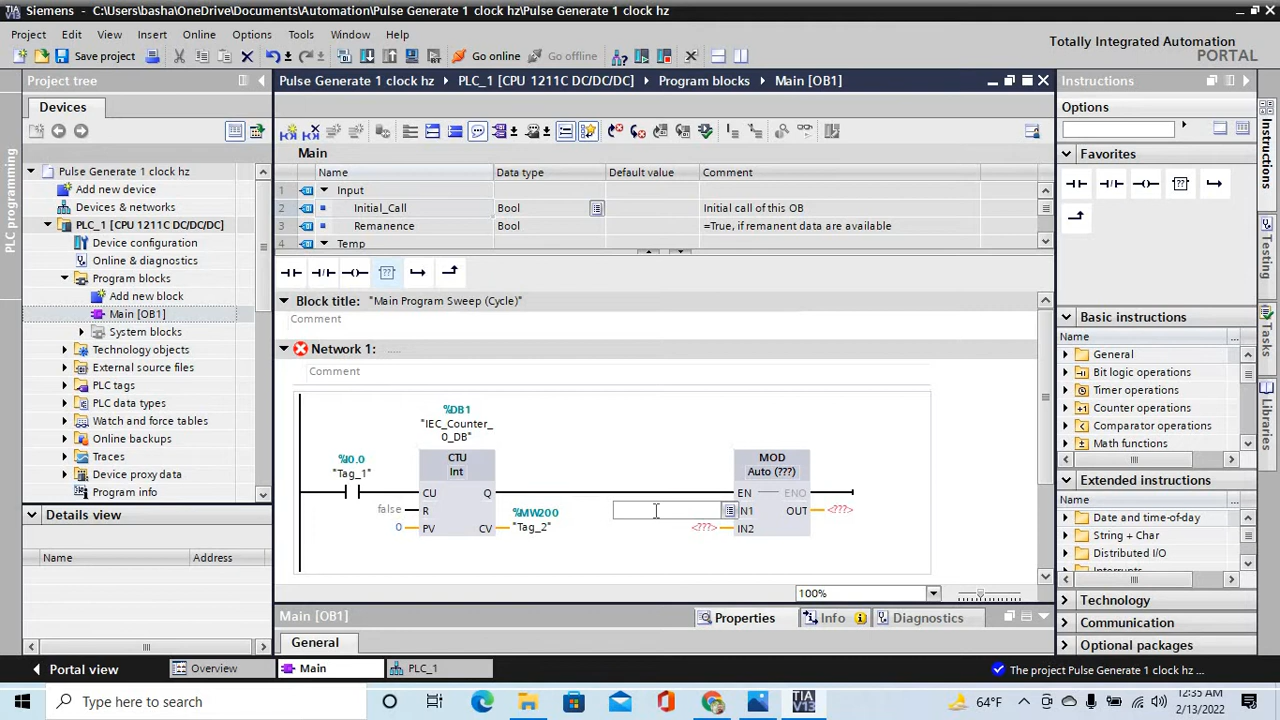 Siemens - C:\Users\basha\OneDrive\Documents\Automation\Pulse Generate 1 clock hz\Pulse Generate 1 clock hz
Project Edit View Insert Online Options Tools Window Help
Totally Integrated Automation
PORTAL
Save project Go online Go offline
Project tree
Pulse Generate 1 clock hz PLC_1 [CPU 1211C DC/DC/DC] Program blocks Main [OB1]
Instructions
Devices
Options
Main
Favorites
Name Data type Default value Comment
1 Input
2 Initial_Call Bool Initial call of this OB
3 Remanence Bool =True, if remanent data are available
4 Temp
Pulse Generate 1 clock hz
Add new device
Devices & networks
PLC_1 [CPU 1211C DC/DC/DC]
Device configuration
Online & diagnostics
Program blocks
Add new block
Main [OB1]
System blocks
Technology objects
External source files
PLC tags
PLC data types
Watch and force tables
Online backups
Traces
Device proxy data
Program info
PLC programming
Details view
Name Address
??
Block title: "Main Program Sweep (Cycle)"
Comment
Network 1: .....
Comment
%DB1
"IEC_Counter_
0_DB"
%I0.0
"Tag_1"
CTU
Int
CU Q
false R
0 PV CV
%MW200
"Tag_2"
MOD
Auto (???)
EN ENO
N1 OUT <???>
<???> IN2
100%
??
Basic instructions
Name ...
General
Bit logic operations
Timer operations
Counter operations
Comparator operations
Math functions
Extended instructions
Name ...
Date and time-of-day
String + Char
Distributed I/O
Interrupts
Technology
Communication
Optional packages
Instructions
Testing
Tasks
Libraries
Main [OB1]
Properties Info Diagnostics
General
Portal view Overview Main PLC_1
The project Pulse Generate 1 clock hz ...
Type here to search
64°F
12:35 AM
2/13/2022
TIA
V13